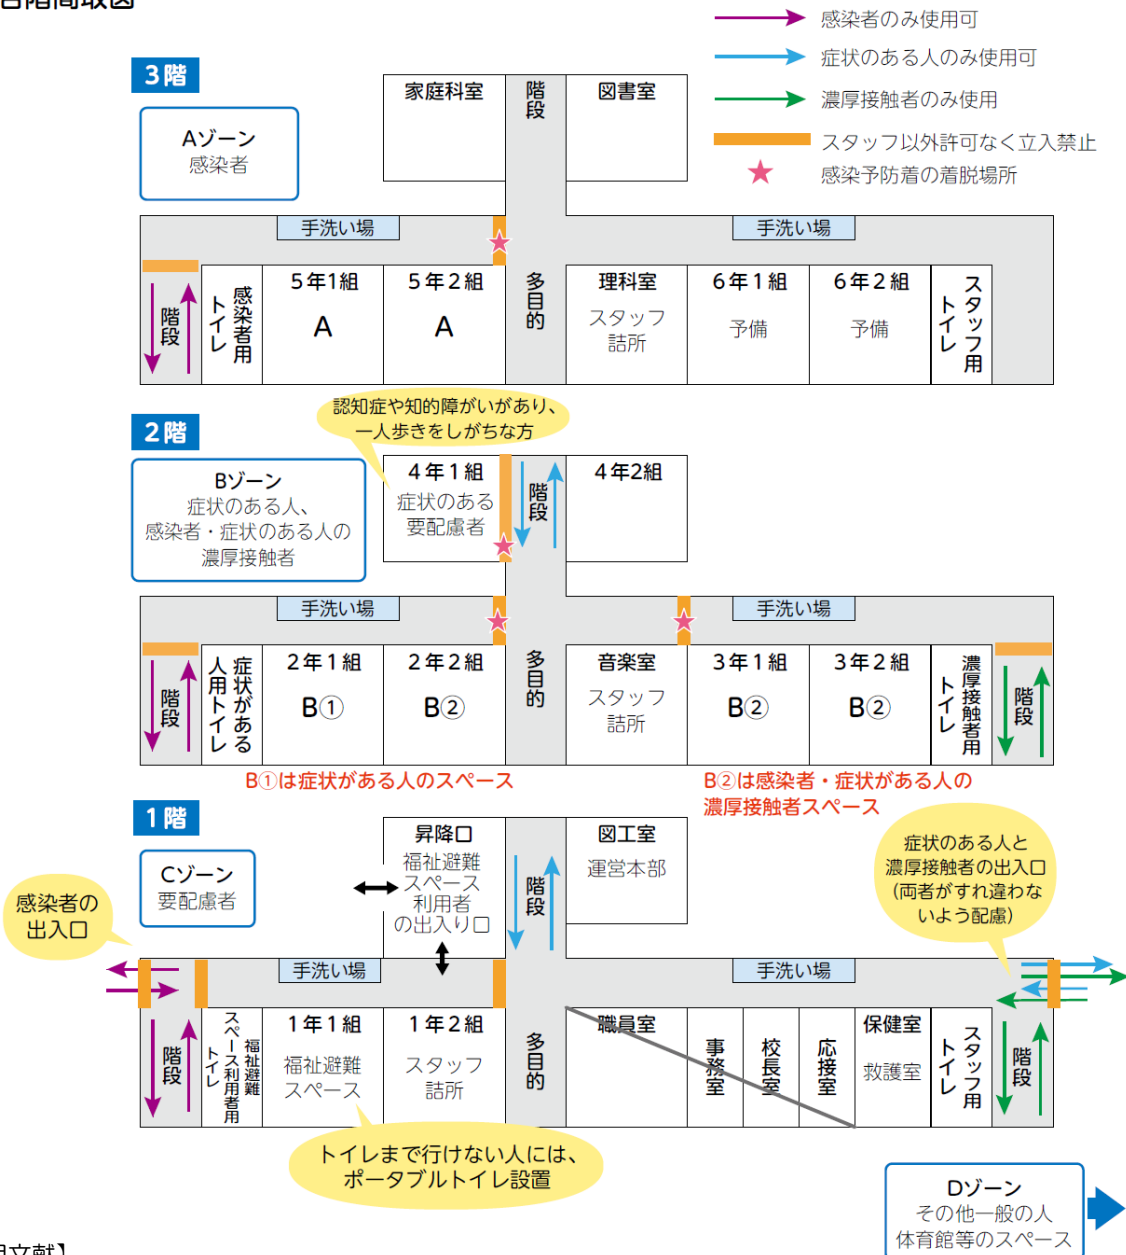 各階間取図
感染者のみ使用可
症状のある人のみ使用可
濃厚接触者のみ使用
スタッフ以外許可なく立入禁止
感染予防着の着脱場所
3階
Aゾーン
感染者
家庭科室
階段
図書室
手洗い場
手洗い場
階段
感染者用
トイレ
5年1組
A
5年2組
A
多目的
理科室
スタッフ
詰所
6年1組
予備
6年2組
予備
スタッフ用
トイレ
認知症や知的障がいがあり、
一人歩きをしがちな方
2階
Bゾーン
症状のある人、
感染者・症状のある人の
濃厚接触者
4年1組
症状のある
要配慮者
階段
4年2組
手洗い場
手洗い場
階段
症状がある
人用トイレ
2年1組
B①
2年2組
B②
多目的
音楽室
スタッフ
詰所
3年1組
B②
3年2組
B②
濃厚接触者用
トイレ
階段
B①は症状がある人のスペース
B②は感染者・症状がある人の
濃厚接触者スペース
1階
Cゾーン
要配慮者
感染者の
出入口
昇降口
福祉避難
スペース
利用者
の出入り口
階段
図工室
運営本部
症状のある人と
濃厚接触者の出入口
(両者がすれ違わな
いよう配慮)
手洗い場
手洗い場
階段
福祉避難
スペース利用者用
トイレ
1年1組
福祉避難
スペース
1年2組
スタッフ
詰所
多目的
職員室
事務室
校長室
応接室
保健室
救護室
スタッフ用
トイレ
階段
トイレまで行けない人には、
ポータブルトイレ設置
Dゾーン
その他一般の人
体育館等のスペース
用文献】